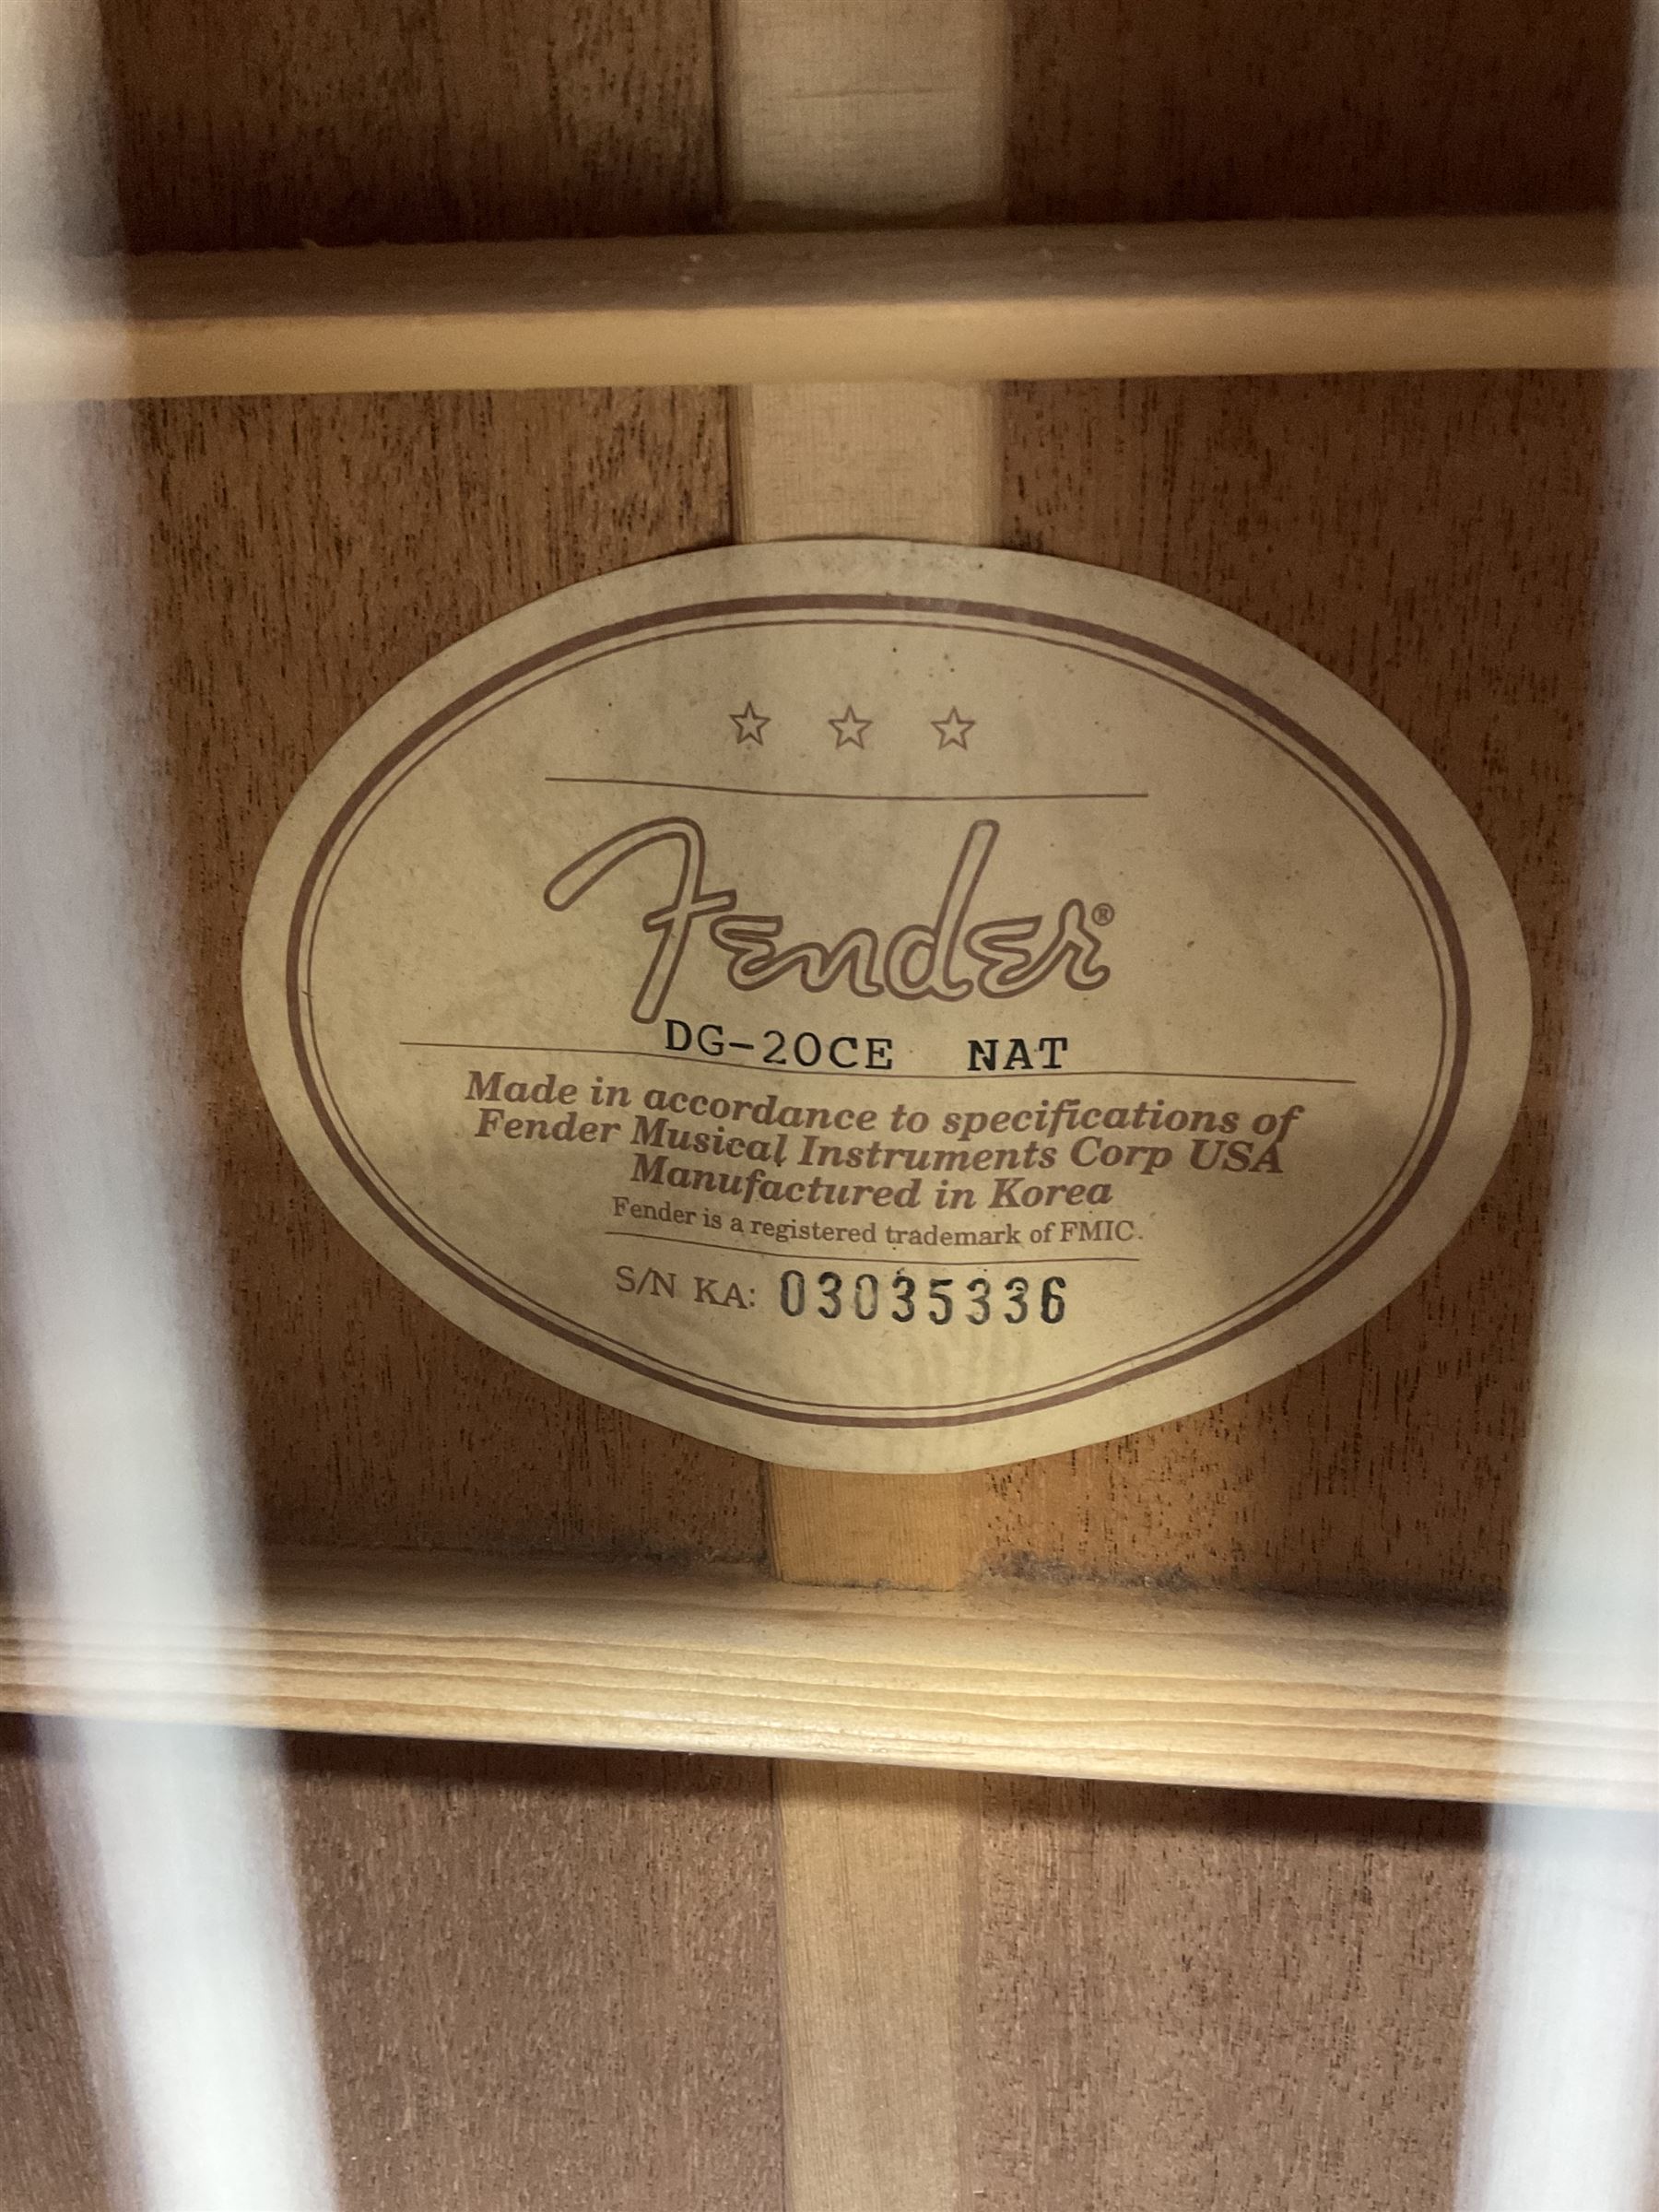 ☆ ☆ ☆
Fender®
DG-20CE NAT
Made in accordance to specifications of
Fender Musical Instruments Corp USA
Manufactured in Korea
Fender is a registered trademark of FMIC.
S/N KA: 03035336